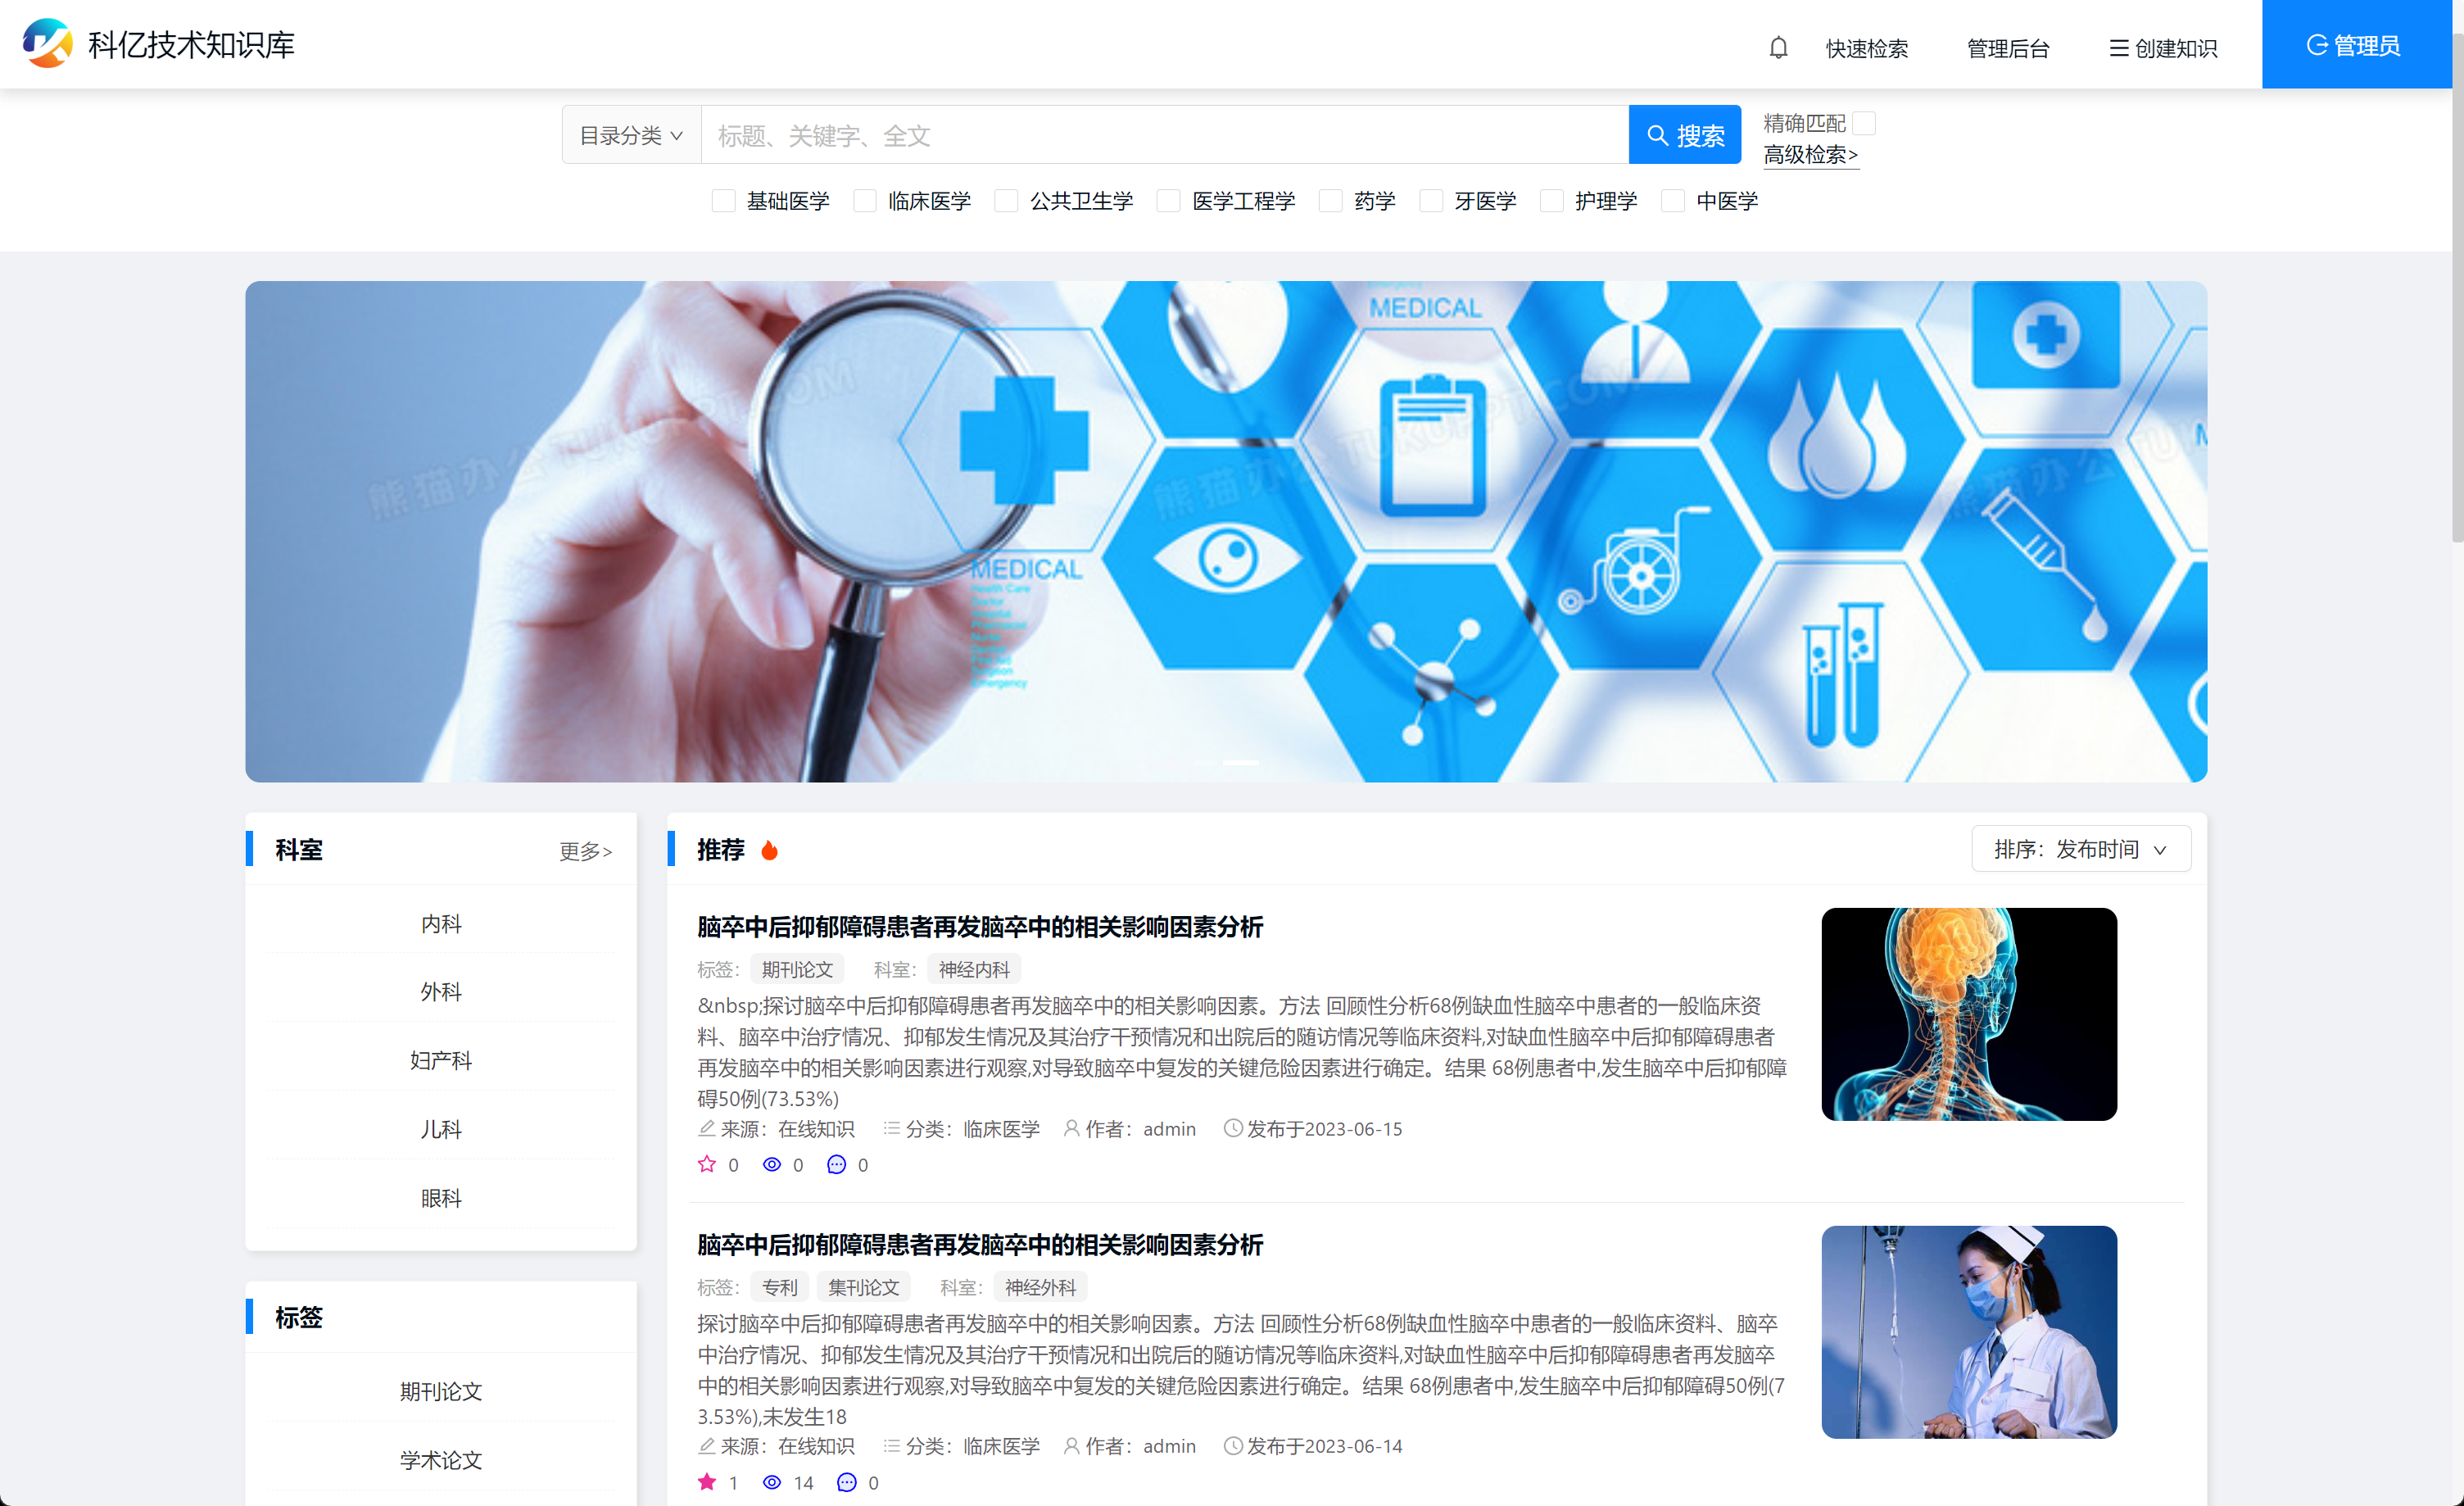 科亿技术知识库
快速检索
管理后台
创建知识
管理员
目录分类
标题、关键字、全文
搜索
精确匹配
高级检索>
基础医学
临床医学
公共卫生学
医学工程学
药学
牙医学
护理学
中医学
MEDICAL
熊猫办公 TUKUPPT.COM
熊猫办公 TUKUPPT.COM
熊猫办公 TUKU
MEDICAL
Health Care
Doctor
Hospital
Pharmacist
Nurse
First Aid
Surgeon
Emergency
科室
更多>
内科
外科
妇产科
儿科
眼科
标签
期刊论文
学术论文
推荐
排序：发布时间
脑卒中后抑郁障碍患者再发脑卒中的相关影响因素分析
标签： 期刊论文 科室： 神经内科
&nbsp;探讨脑卒中后抑郁障碍患者再发脑卒中的相关影响因素。方法 回顾性分析68例缺血性脑卒中患者的一般临床资
料、脑卒中治疗情况、抑郁发生情况及其治疗干预情况和出院后的随访情况等临床资料,对缺血性脑卒中后抑郁障碍患者
再发脑卒中的相关影响因素进行观察,对导致脑卒中复发的关键危险因素进行确定。结果 68例患者中,发生脑卒中后抑郁障
碍50例(73.53%)
来源：在线知识 分类：临床医学 作者：admin 发布于2023-06-15
0 0 0
脑卒中后抑郁障碍患者再发脑卒中的相关影响因素分析
标签： 专利 集刊论文 科室： 神经外科
探讨脑卒中后抑郁障碍患者再发脑卒中的相关影响因素。方法 回顾性分析68例缺血性脑卒中患者的一般临床资料、脑卒
中治疗情况、抑郁发生情况及其治疗干预情况和出院后的随访情况等临床资料,对缺血性脑卒中后抑郁障碍患者再发脑卒
中的相关影响因素进行观察,对导致脑卒中复发的关键危险因素进行确定。结果 68例患者中,发生脑卒中后抑郁障碍50例(7
3.53%),未发生18
来源：在线知识 分类：临床医学 作者：admin 发布于2023-06-14
1 14 0